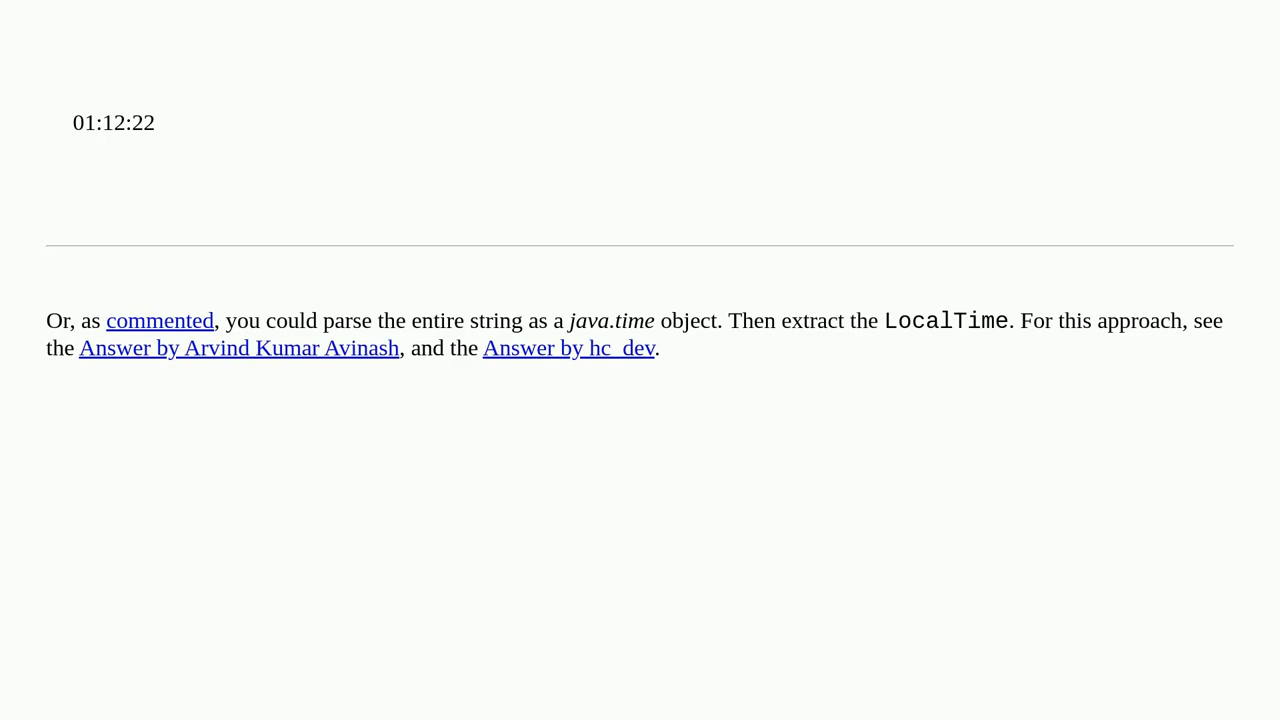 01:12:22
Or, as commented, you could parse the entire string as a java.time object. Then extract the LocalTime. For this approach, see
the Answer by Arvind Kumar Avinash, and the Answer by hc_dev.